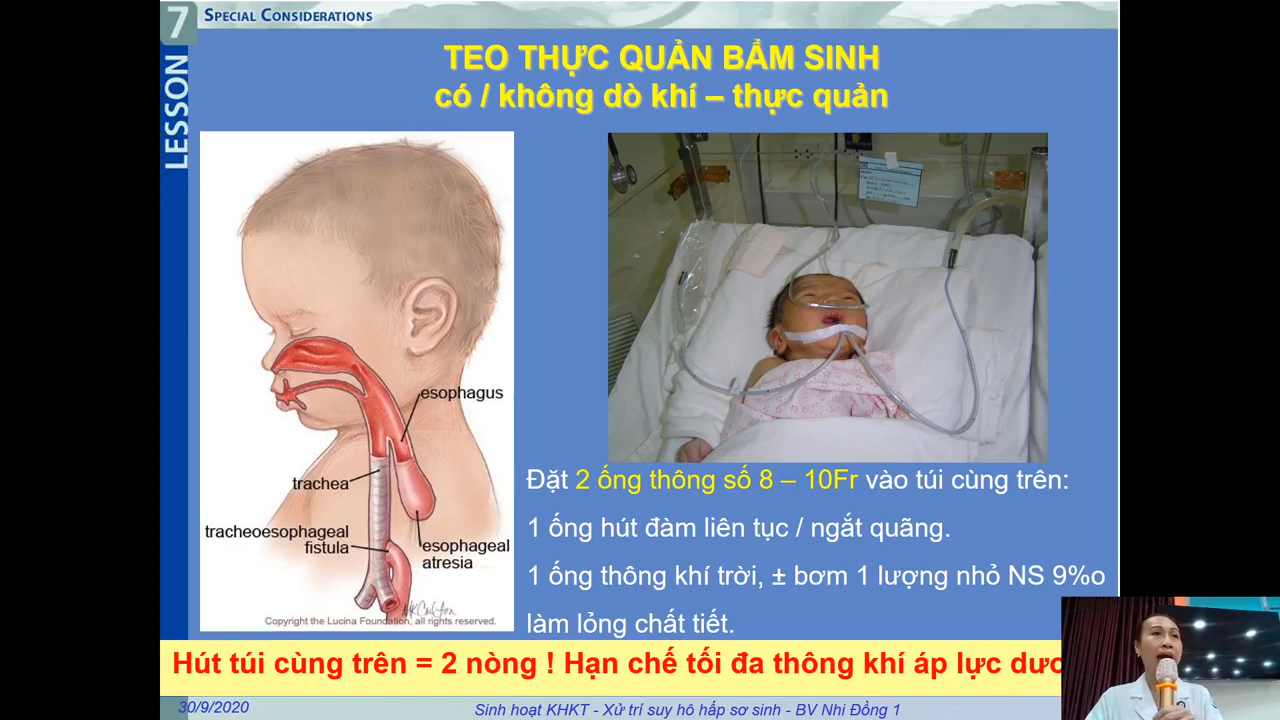 7
SPECIAL CONSIDERATIONS
LESSON
TEO THỰC QUẢN BẨM SINH
có / không dò khí – thực quản
esophagus
trachea
tracheoesophageal
fistula
esophageal
atresia
Copyright the Lucina Foundation, all rights reserved.
Đặt 2 ống thông số 8 – 10Fr vào túi cùng trên:
1 ống hút đàm liên tục / ngắt quãng.
1 ống thông khí trời, ± bơm 1 lượng nhỏ NS 9‰
làm lỏng chất tiết.
Hút túi cùng trên = 2 nòng ! Hạn chế tối đa thông khí áp lực
30/9/2020
Sinh hoạt KHKT - Xử trí suy hô hấp sơ sinh - BV Nhi Đồng 1